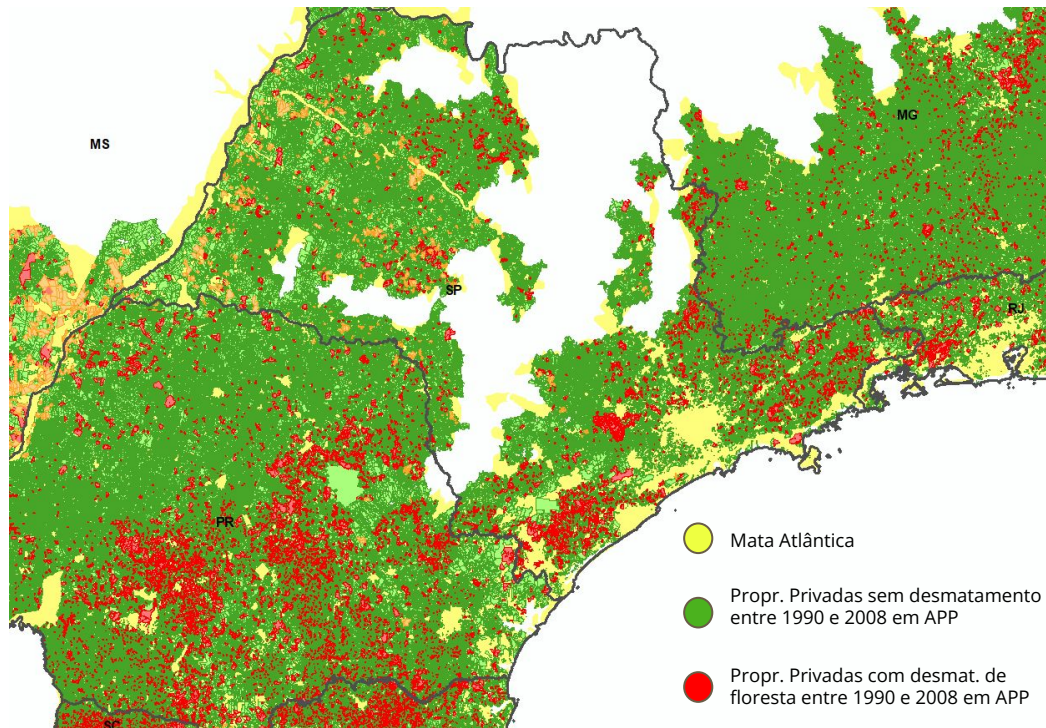 MG
MS
SP
RJ
PR
Mata Atlântica
Propr. Privadas sem desmatamento
entre 1990 e 2008 em APP
Propr. Privadas com desmat. de
floresta entre 1990 e 2008 em APP
SC